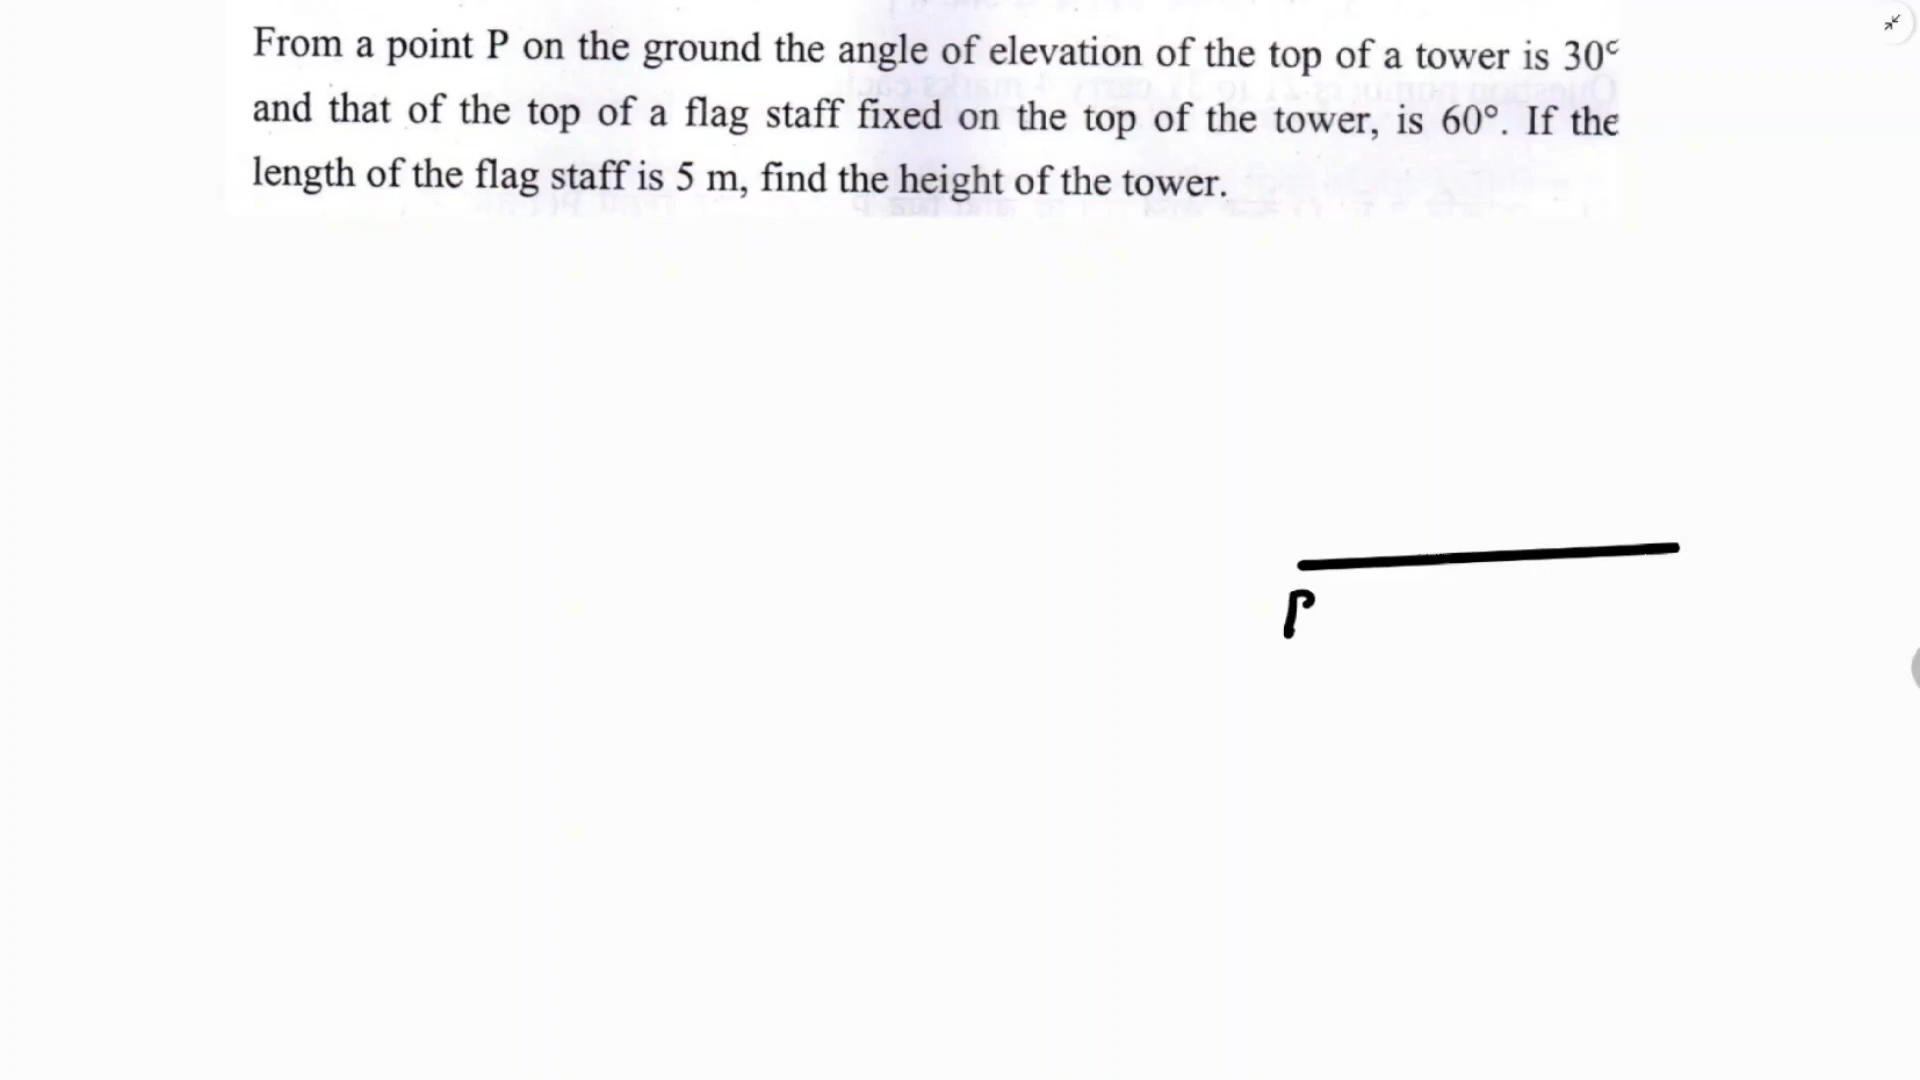 From a point P on the ground the angle of elevation of the top of a tower is 30°
and that of the top of a flag staff fixed on the top of the tower, is 60°. If the
length of the flag staff is 5 m, find the height of the tower.
P